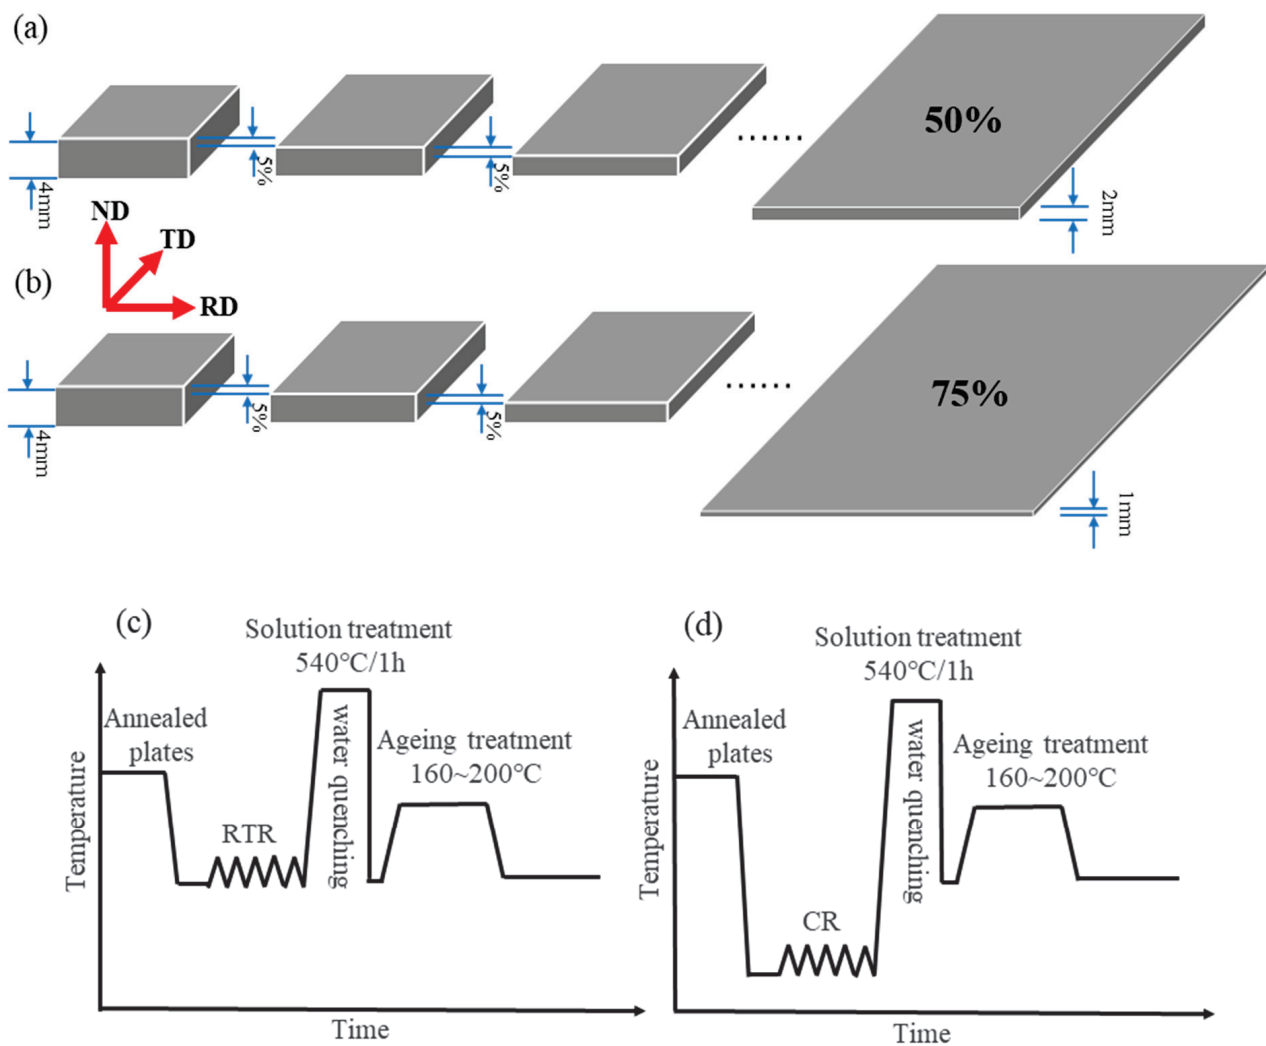 (a)
4mm
5%
5%
......
50%
2mm
ND
TD
RD
(b)
4mm
5%
5%
......
75%
1mm
(c)
Solution treatment
540°C/1h
Annealed
plates
water quenching
Ageing treatment
160~200°C
RTR
Temperature
Time
(d)
Solution treatment
540°C/1h
Annealed
plates
water quenching
Ageing treatment
160~200°C
CR
Temperature
Time